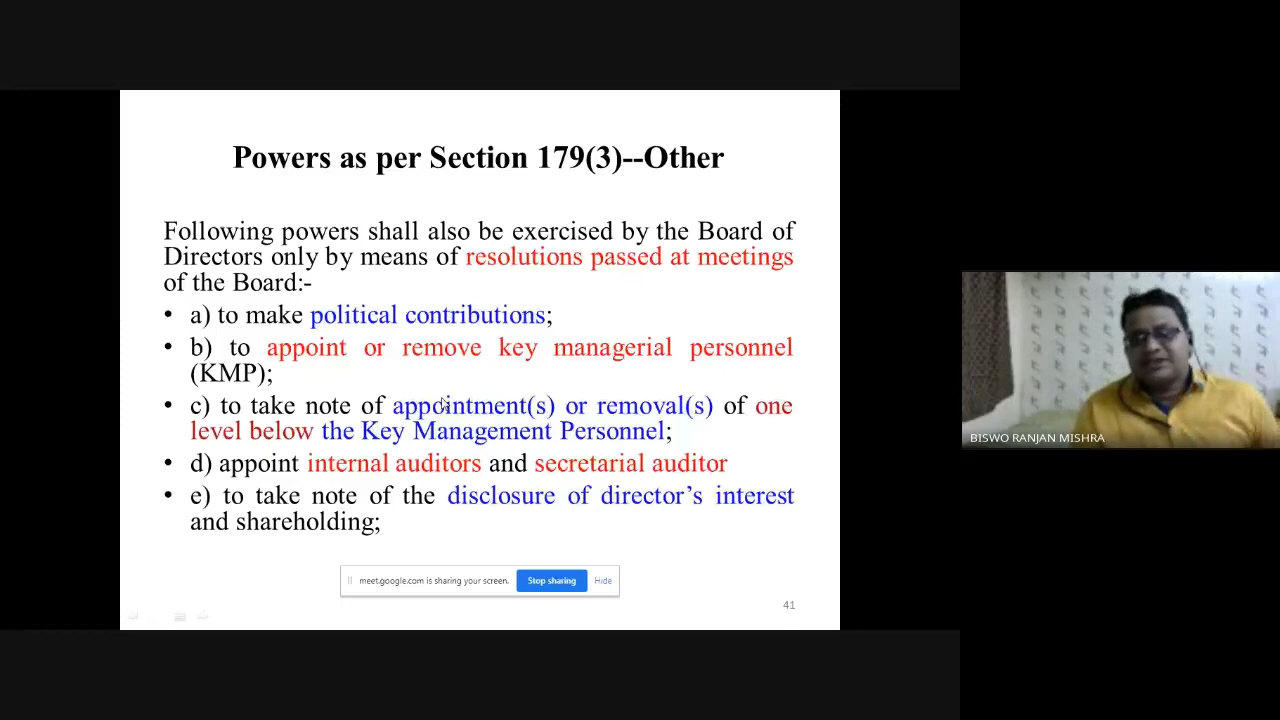 Powers as per Section 179(3)--Other
Following powers shall also be exercised by the Board of
Directors only by means of resolutions passed at meetings
of the Board:-
• a) to make political contributions;
• b) to appoint or remove key managerial personnel
(KMP);
• c) to take note of appointment(s) or removal(s) of one
level below the Key Management Personnel;
• d) appoint internal auditors and secretarial auditor
• e) to take note of the disclosure of director’s interest
and shareholding;
meet.google.com is sharing your screen. Stop sharing Hide
41
BISWO RANJAN MISHRA